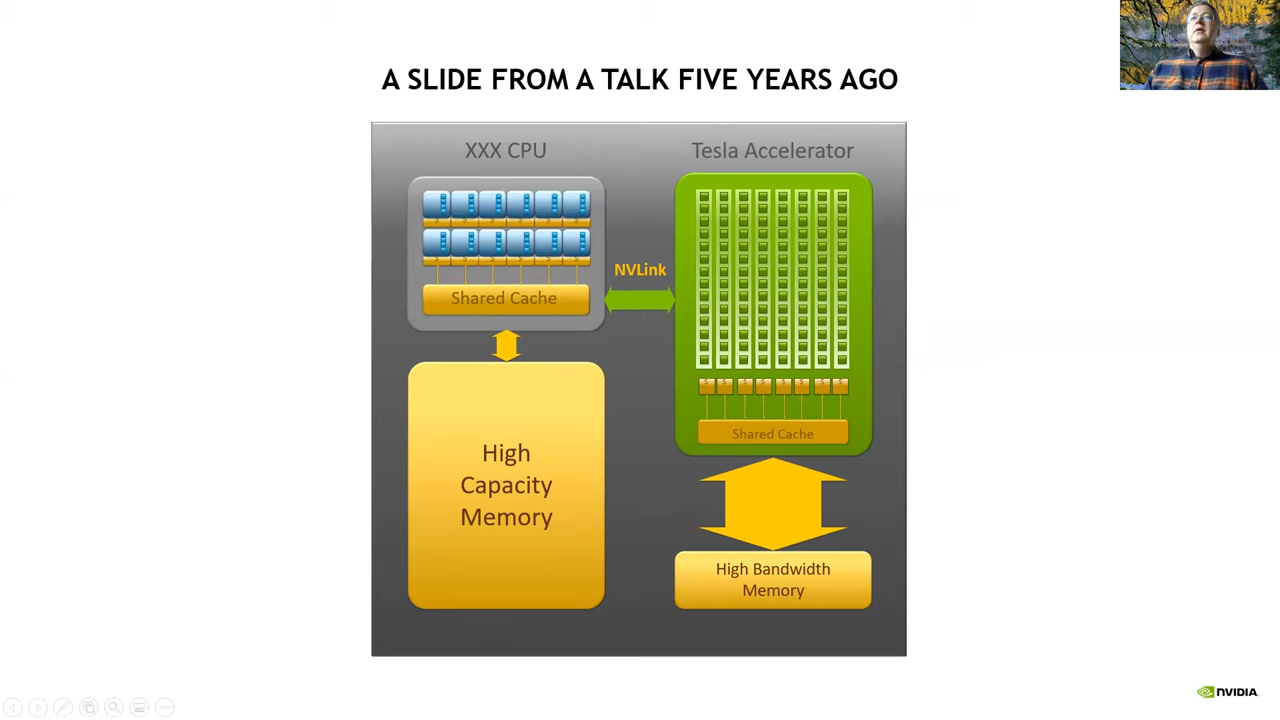 A SLIDE FROM A TALK FIVE YEARS AGO
XXX CPU
Tesla Accelerator
NVLink
Shared Cache
Shared Cache
High
Capacity
Memory
High Bandwidth
Memory
NVIDIA.